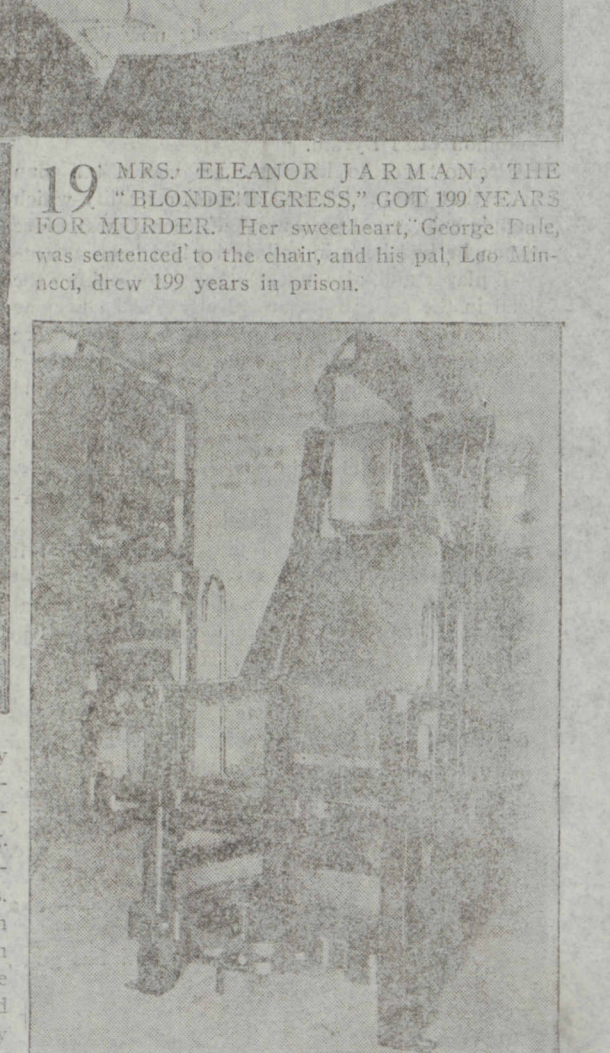 19 MRS. ELEANOR JARMAN, THE
"BLONDE TIGRESS," GOT 199 YEARS
FOR MURDER. Her sweetheart, George Dale,
was sentenced to the chair, and his pal, Leo Min-
neci, drew 199 years in prison.